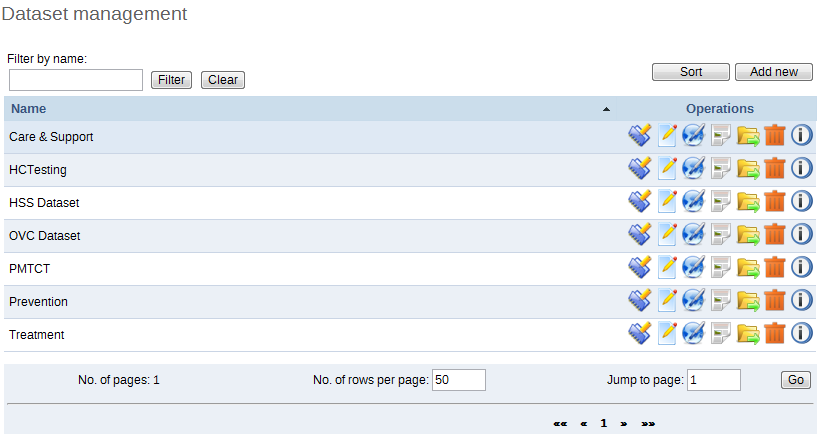 Dataset management
Filter by name:
Filter Clear Sort Add new
Name Operations
Care & Support
HCTesting
HSS Dataset
OVC Dataset
PMTCT
Prevention
Treatment
No. of pages: 1 No. of rows per page: 50 Jump to page: 1 Go
«« « 1 » »»